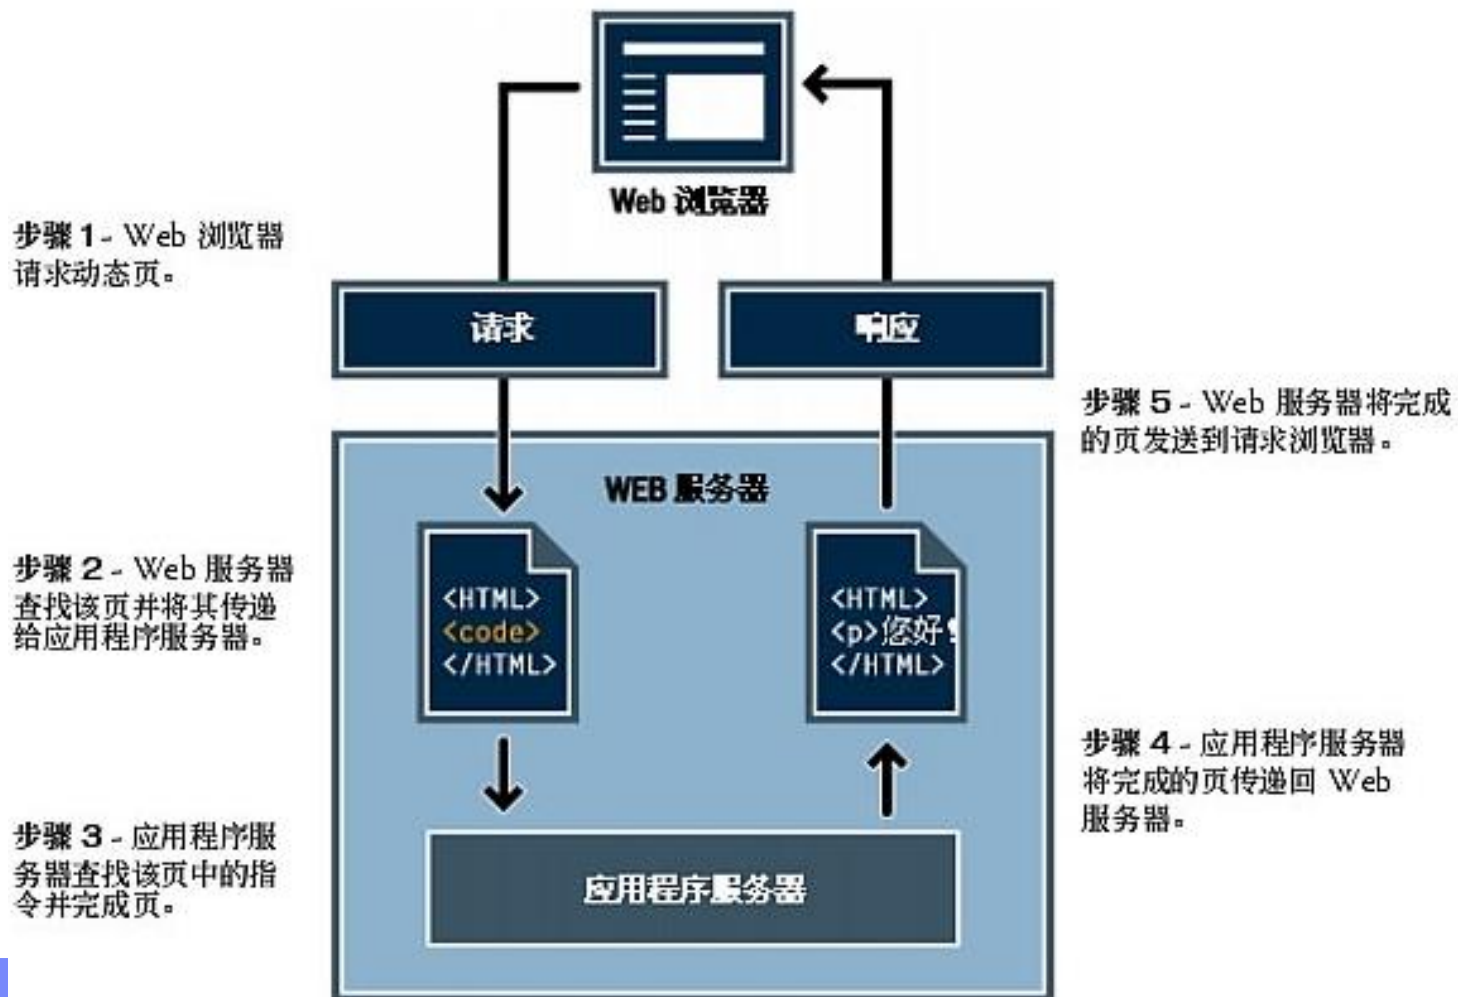 Web 浏览器
步骤 1 - Web 浏览器
请求动态页。
请求
响应
步骤 5 - Web 服务器将完成
的页发送到请求浏览器。
WEB 服务器
步骤 2 - Web 服务器
查找该页并将其传递
给应用程序服务器。
<HTML>
<code>
</HTML>
<HTML>
<p>您好!
</HTML>
步骤 4 - 应用程序服务器
将完成的页传递回 Web
服务器。
步骤 3 - 应用程序服
务器查找该页中的指
令并完成页。
应用程序服务器